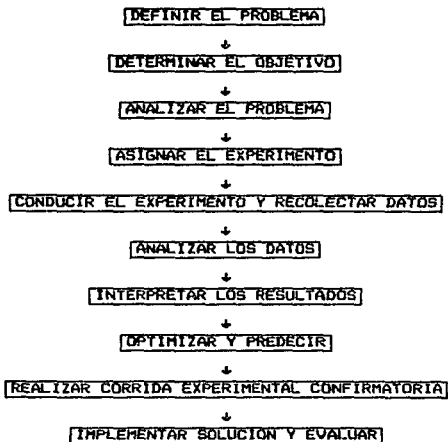 DEFINIR EL PROBLEMA
DETERMINAR EL OBJETIVO
ANALIZAR EL PROBLEMA
ASIGNAR EL EXPERIMENTO
CONDUCIR EL EXPERIMENTO Y RECOLECTAR DATOS
ANALIZAR LOS DATOS
INTERPRETAR LOS RESULTADOS
OPTIMIZAR Y PREDECIR
REALIZAR CORRIDA EXPERIMENTAL CONFIRMATORIA
IMPLEMENTAR SOLUCION Y EVALUAR